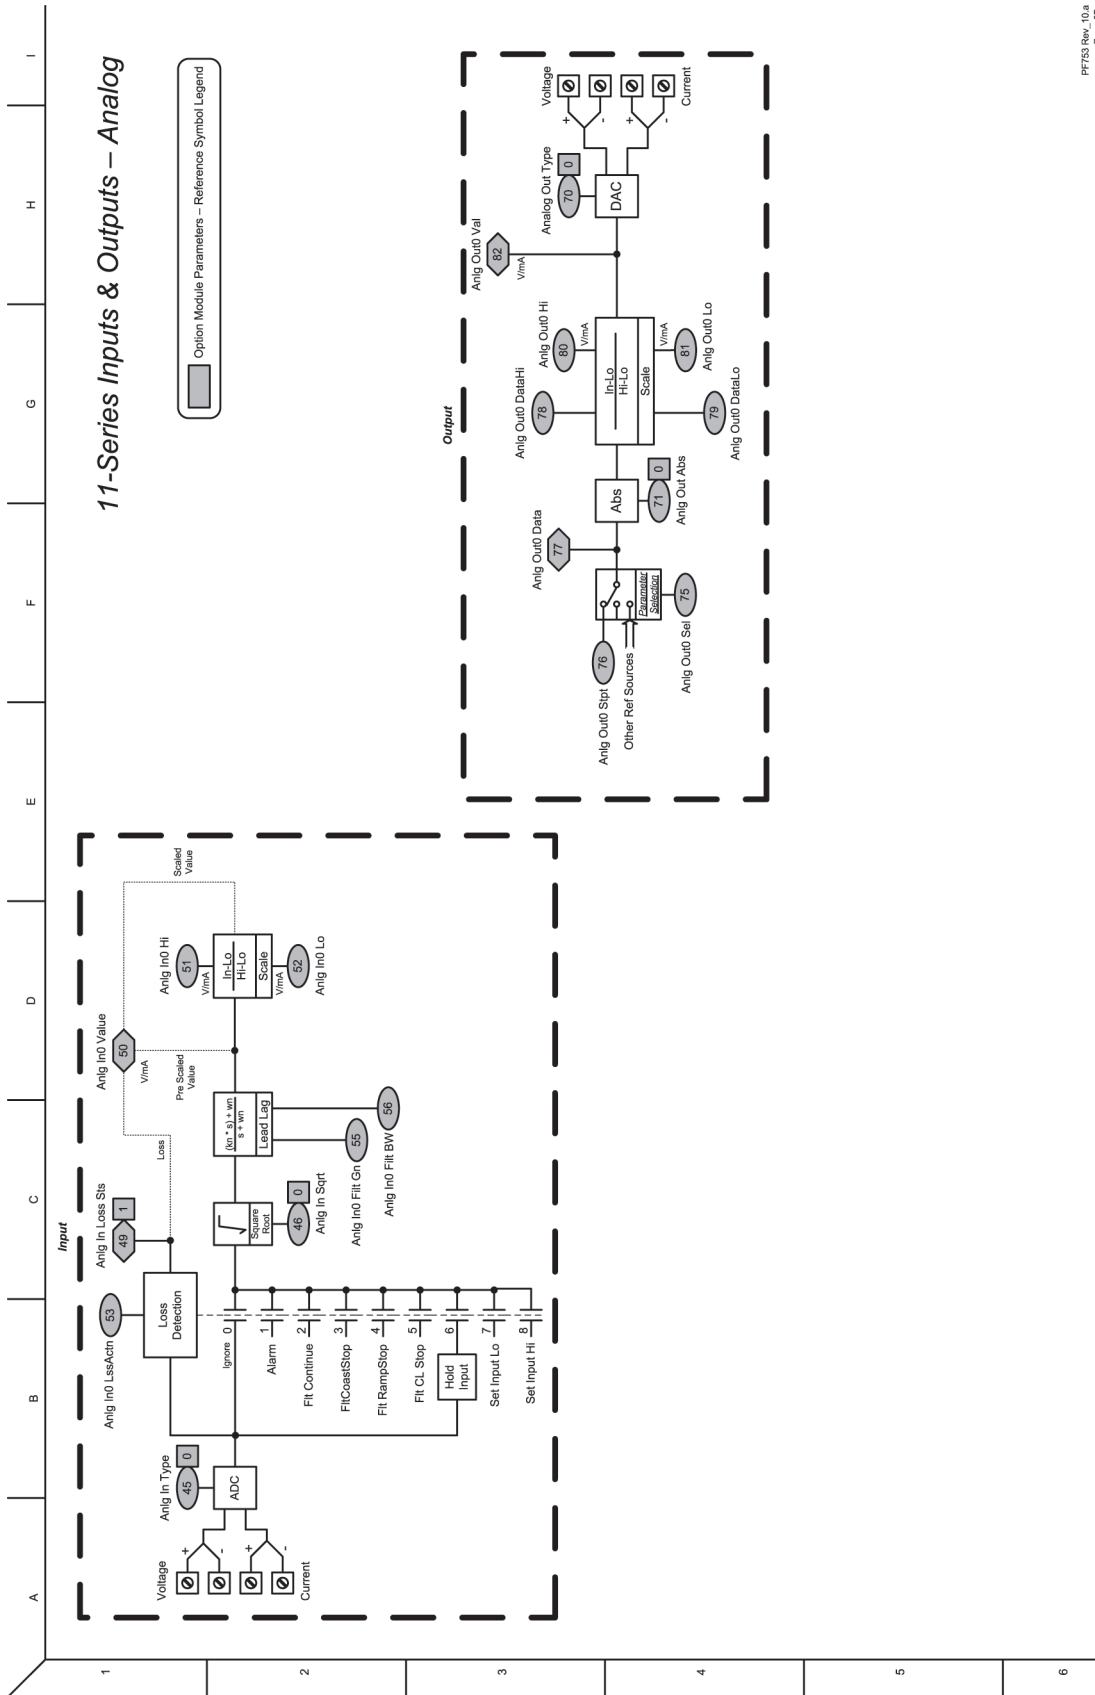 11-Series Inputs & Outputs – Analog
Option Module Parameters – Reference Symbol Legend
A
B
C
D
E
F
G
H
I
1
2
3
4
5
6
Input
Voltage
+
-
+
-
Current
Anlg In Type
45
0
ADC
Anlg In0 LssActn
53
Loss
Detection
Anlg In Loss Sts
49
1
Loss
Ignore
0
1
Alarm
2
Flt Continue
3
FltCoastStop
4
Flt RampStop
5
Flt CL Stop
6
Hold
Input
7
Set Input Lo
8
Set Input Hi
Square
Root
46
0
Anlg In Sqrt
(kn * s) + wn
s + wn
Lead Lag
55
Anlg In0 Filt Gn
56
Anlg In0 Filt BW
Anlg In0 Value
50
V/mA
Pre Scaled
Value
Scaled
Value
Anlg In0 Hi
51
V/mA
In-Lo
Hi-Lo
Scale
V/mA
52
Anlg In0 Lo
Output
Anlg Out0 Stpt
76
Other Ref Sources
Parameter
Selection
75
Anlg Out0 Sel
Anlg Out0 Data
77
Abs
71
0
Anlg Out Abs
Anlg Out0 DataHi
78
Anlg Out0 Hi
80
V/mA
In-Lo
Hi-Lo
Scale
79
Anlg Out0 DataLo
V/mA
81
Anlg Out0 Lo
Anlg Out0 Val
82
V/mA
Analog Out Type
70
0
DAC
Voltage
+
-
+
-
Current
PF753 Rev_10.a